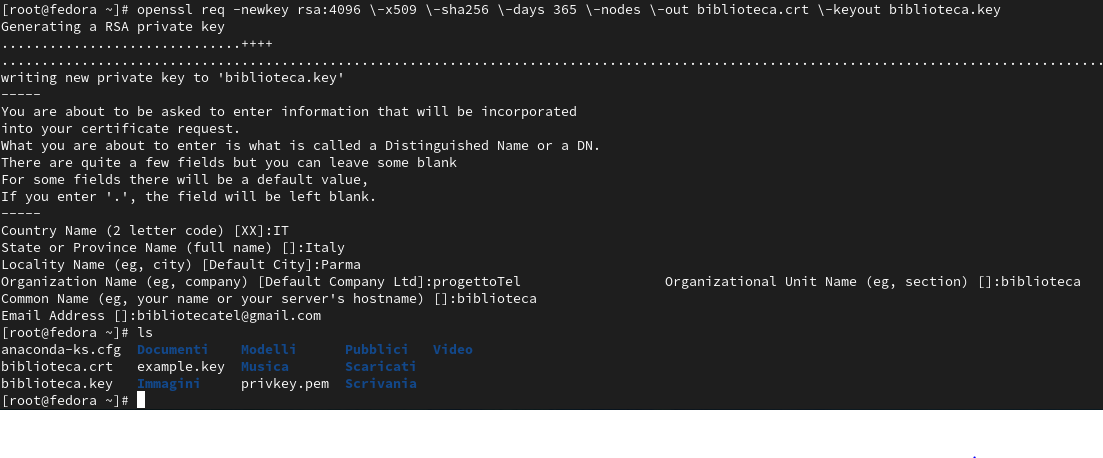 [root@fedora ~]# openssl req -newkey rsa:4096 \-x509 \-sha256 \-days 365 \-nodes \-out biblioteca.crt \-keyout biblioteca.key
Generating a RSA private key
..............................++++
..........................................................................................................................................
writing new private key to 'biblioteca.key'
-----
You are about to be asked to enter information that will be incorporated
into your certificate request.
What you are about to enter is what is called a Distinguished Name or a DN.
There are quite a few fields but you can leave some blank
For some fields there will be a default value,
If you enter '.', the field will be left blank.
-----
Country Name (2 letter code) [XX]:IT
State or Province Name (full name) []:Italy
Locality Name (eg, city) [Default City]:Parma
Organization Name (eg, company) [Default Company Ltd]:progettoTel                  Organizational Unit Name (eg, section) []:biblioteca
Common Name (eg, your name or your server's hostname) []:biblioteca
Email Address []:bibliotecatel@gmail.com
[root@fedora ~]# ls
anaconda-ks.cfg  Documenti    Modelli      Pubblici   Video
biblioteca.crt   example.key  Musica       Scaricati
biblioteca.key   Immagini     privkey.pem  Scrivania
[root@fedora ~]#